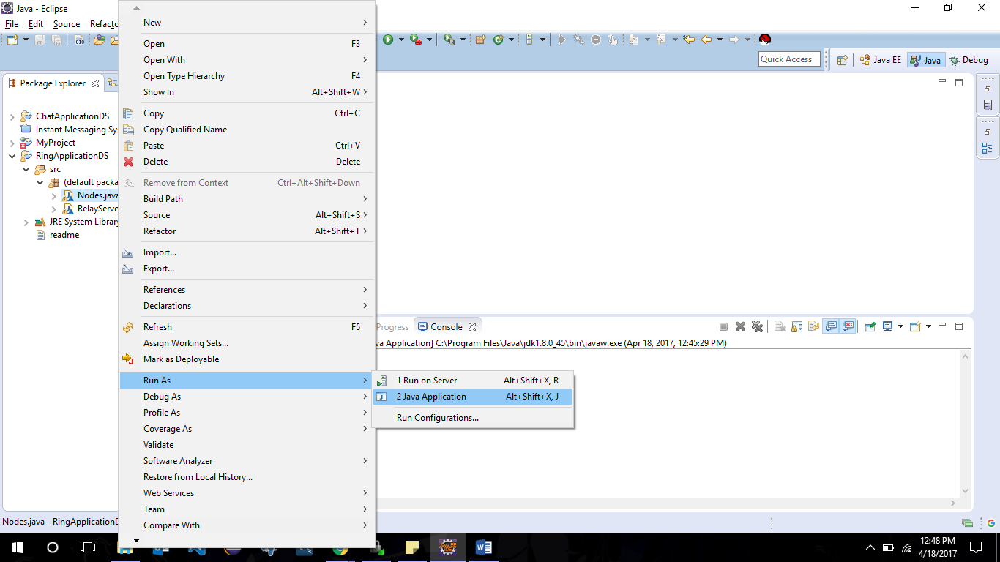 Java - Eclipse
File Edit Source Refacto
Quick Access
Java EE
Java
Debug
Package Explorer
ChatApplicationDS
Instant Messaging Sy
MyProject
RingApplicationDS
src
(default packa
Nodes.java
RelayServe
JRE System Library
readme
New
Open F3
Open With
Open Type Hierarchy F4
Show In Alt+Shift+W
Copy Ctrl+C
Copy Qualified Name
Paste Ctrl+V
Delete Delete
Remove from Context Ctrl+Alt+Shift+Down
Build Path
Source Alt+Shift+S
Refactor Alt+Shift+T
Import...
Export...
References
Declarations
Refresh F5
Assign Working Sets...
Mark as Deployable
Run As
Debug As
Profile As
Coverage As
Validate
Software Analyzer
Restore from Local History...
Web Services
Team
Compare With
1 Run on Server Alt+Shift+X, R
2 Java Application Alt+Shift+X, J
Run Configurations...
Progress
Console
va Application] C:\Program Files\Java\jdk1.8.0_45\bin\javaw.exe (Apr 18, 2017, 12:45:29 PM)
Nodes.java - RingApplicationD
12:48 PM
4/18/2017